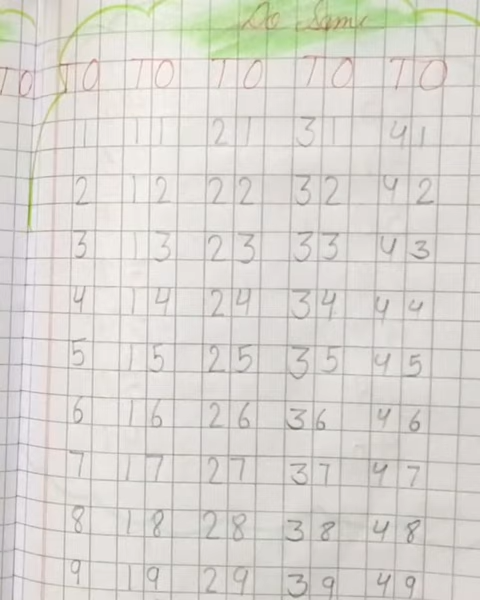 Do Same
TO TO TO TO TO TO
1 11 21 31 41
2 12 22 32 42
3 13 23 33 43
4 14 24 34 44
5 15 25 35 45
6 16 26 36 46
7 17 27 37 47
8 18 28 38 48
9 19 29 39 49